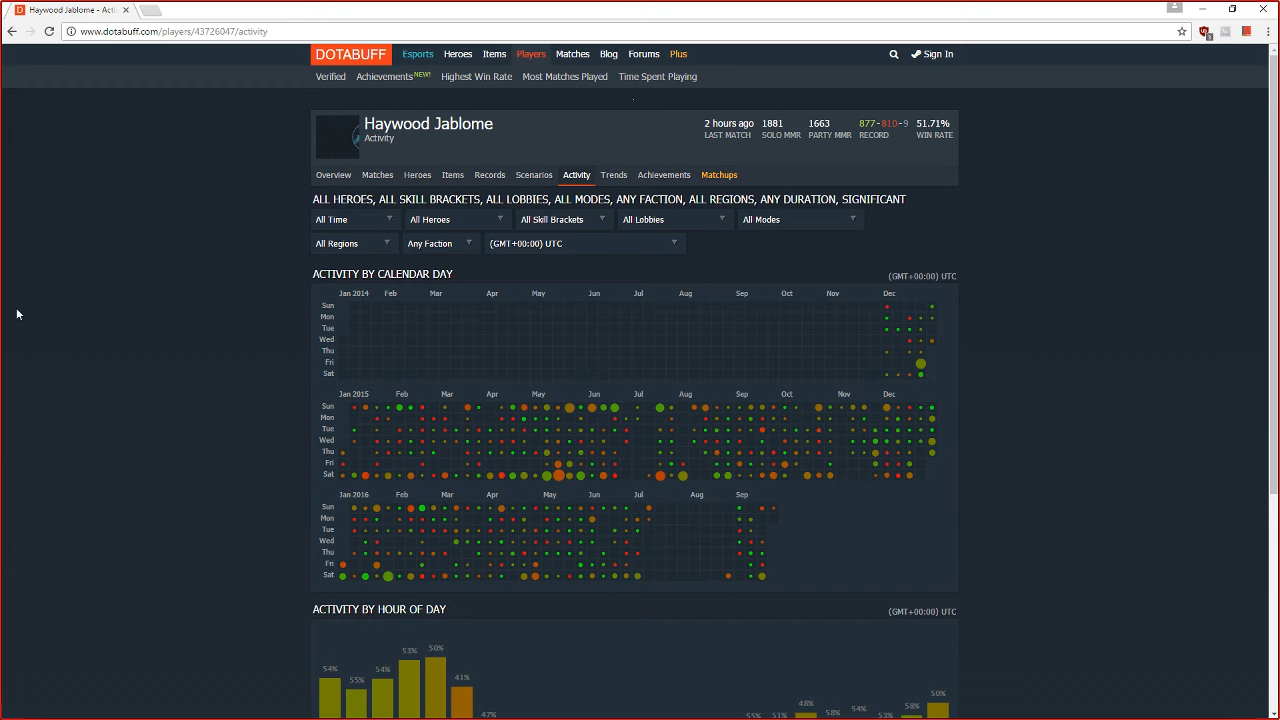 Haywood Jablome - Acti
www.dotabuff.com/players/43726047/activity
DOTABUFF Esports Heroes Items Players Matches Blog Forums Plus Sign In
Verified Achievements NEW! Highest Win Rate Most Matches Played Time Spent Playing
Haywood Jablome
Activity
2 hours ago 1881 1663 877-810-9 51.71%
LAST MATCH SOLO MMR PARTY MMR RECORD WIN RATE
Overview Matches Heroes Items Records Scenarios Activity Trends Achievements Matchups
ALL HEROES, ALL SKILL BRACKETS, ALL LOBBIES, ALL MODES, ANY FACTION, ALL REGIONS, ANY DURATION, SIGNIFICANT
All Time All Heroes All Skill Brackets All Lobbies All Modes
All Regions Any Faction (GMT+00:00) UTC
ACTIVITY BY CALENDAR DAY (GMT+00:00) UTC
Jan 2014 Feb Mar Apr May Jun Jul Aug Sep Oct Nov Dec
Sun
Mon
Tue
Wed
Thu
Fri
Sat
Jan 2015 Feb Mar Apr May Jun Jul Aug Sep Oct Nov Dec
Sun
Mon
Tue
Wed
Thu
Fri
Sat
Jan 2016 Feb Mar Apr May Jun Jul Aug Sep
Sun
Mon
Tue
Wed
Thu
Fri
Sat
ACTIVITY BY HOUR OF DAY (GMT+00:00) UTC
54% 55% 54% 53% 50% 41% 47% 55% 51% 48% 58% 54% 53% 58% 50%